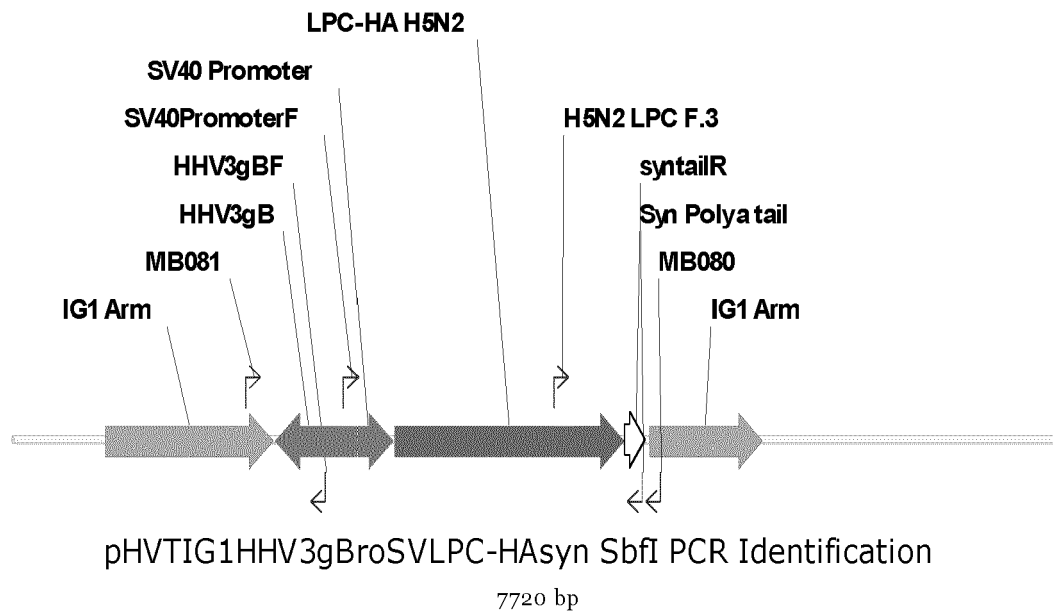 LPC-HA H5N2
SV40 Promoter
SV40PromoterF
H5N2 LPC F.3
HHV3gBF
syntailR
HHV3gB
Syn Polya tail
MB081
MB080
IG1 Arm
IG1 Arm
pHVTIG1HHV3gBroSVLPC-HAsyn SbfI PCR Identification
7720 bp